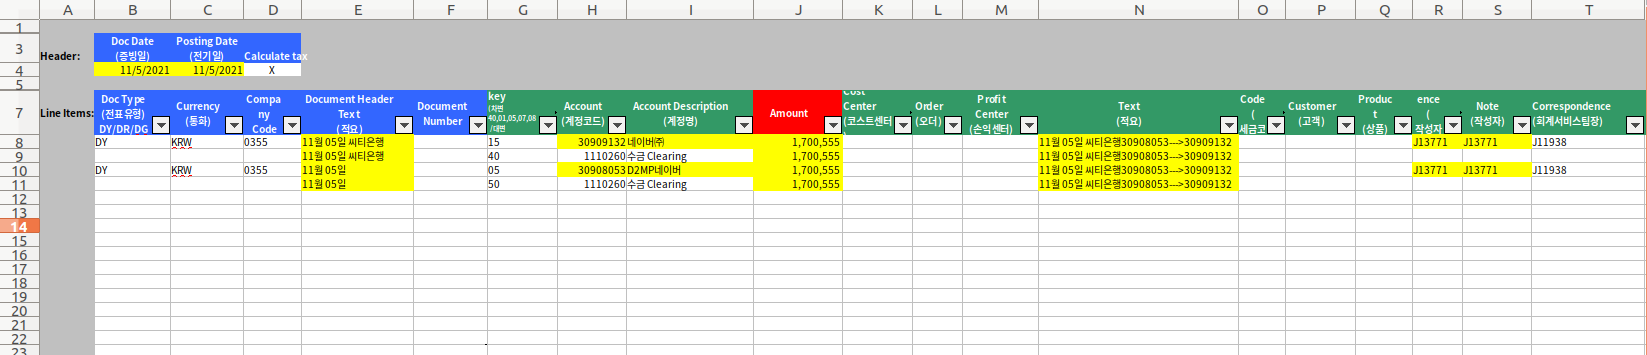 A B C D E F G H I J K L M N O P Q R S T
1
3 Doc Date Posting Date
(증빙일) (전기일) Calculate tax
Header:
4 11/5/2021 11/5/2021 X
5
7 Line Items:
Doc Type
(전표유형)
DY/DR/DG
Currency
(통화)
Compa
ny
Code
Document Header
Text
(적요)
Document
Number
key
(차변
40,01,05,07,08
/대변
Account
(계정코드)
Account Description
(계정명)
Amount
Cost
Center
(코스트센터
Order
(오더)
Profit
Center
(손익센터)
Text
(적요)
Code
(
세금코
Customer
(고객)
Produc
t
(상품)
ence
(
작성자
Note
(작성자)
Correspondence
(회계서비스팀장)
8 DY KRW 0355 11월 05일 씨티은행 15 30909132 네이버㈜ 1,700,555 11월 05일 씨티은행30908053--->30909132 J13771 J13771 J11938
9 11월 05일 씨티은행 40 1110260 수금 Clearing 1,700,555 11월 05일 씨티은행30908053--->30909132
10 DY KRW 0355 11월 05일 05 30908053 D2MP네이버 1,700,555 11월 05일 씨티은행30908053--->30909132 J13771 J13771 J11938
11 11월 05일 50 1110260 수금 Clearing 1,700,555 11월 05일 씨티은행30908053--->30909132
12
13
14
15
16
17
18
19
20
21
22
23